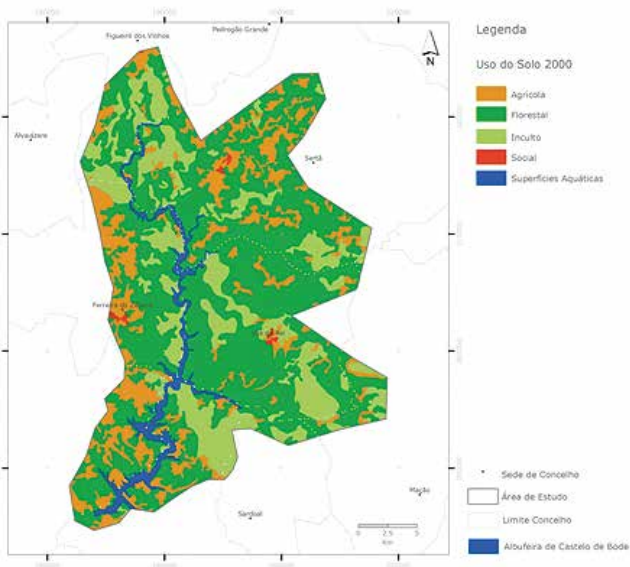 Figueiró dos Vinhos
Pedrógão Grande
N
Alvaiázere
Sertã
Ferreira do Zêzere
Sardoal
Mação
0 2,5 5
Km
Legenda
Uso do Solo 2000
Agrícola
Florestal
Inculto
Social
Superfícies Aquáticas
Sede de Concelho
Área de Estudo
Limite Concelho
Albufeira de Castelo de Bode